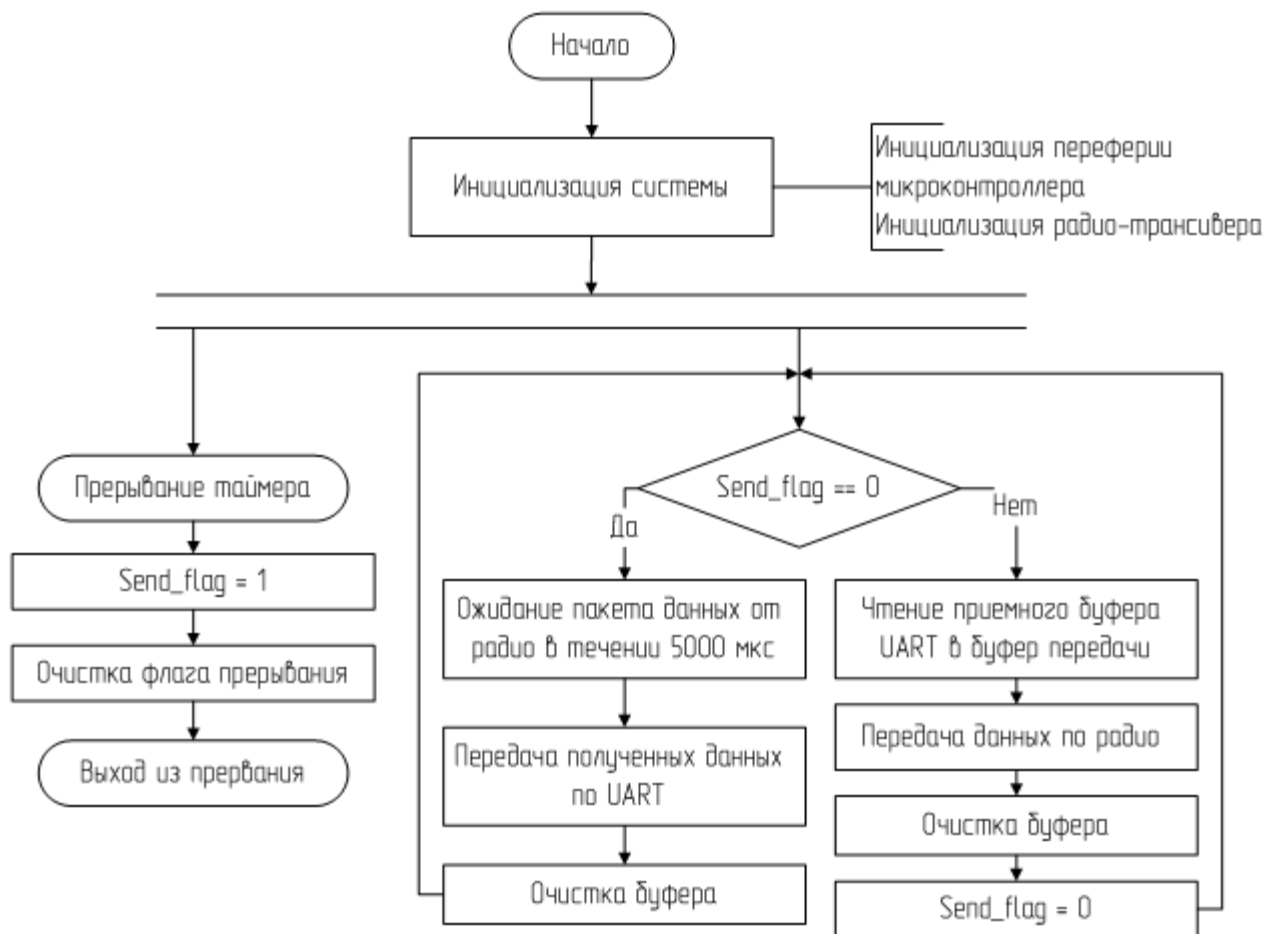 Начало
Инициализация системы
Инициализация переферии
микроконтроллера
Инициализация радио-трансивера
Прерывание таймера
Send_flag = 1
Очистка флага прерывания
Выход из прервания
Send_flag == 0
Да
Нет
Ожидание пакета данных от
радио в течении 5000 мкс
Передача полученных данных
по UART
Очистка буфера
Чтение приемного буфера
UART в буфер передачи
Передача данных по радио
Очистка буфера
Send_flag = 0